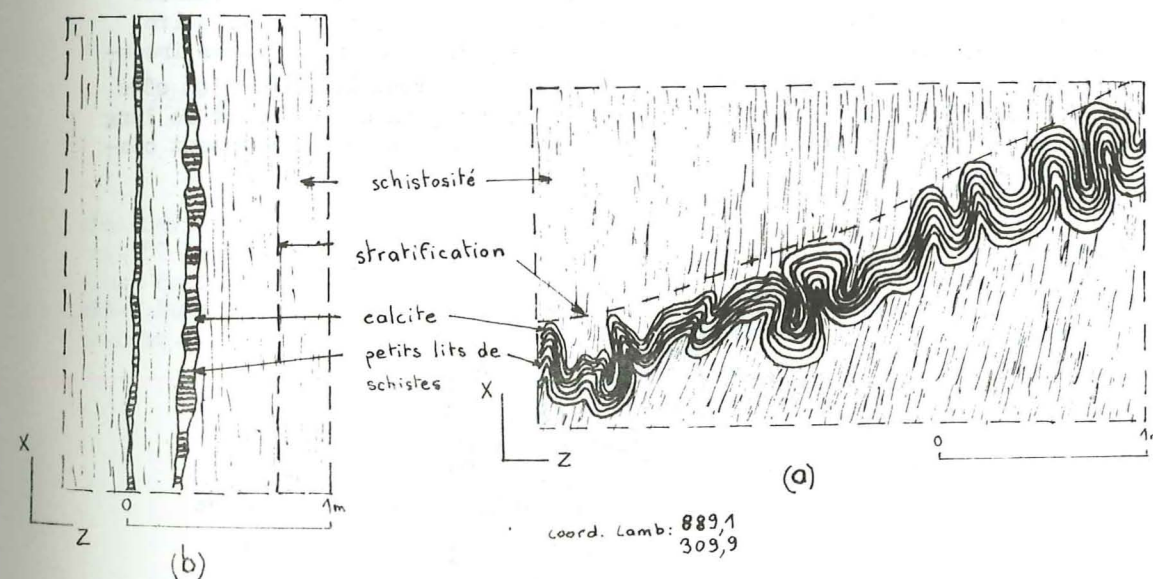 schistosité
stratification
calcite
petits lits de
schistes
X
Z
0
1m
(b)
X
Z
0
(a)
coord. Lamb: 889,1
309,9